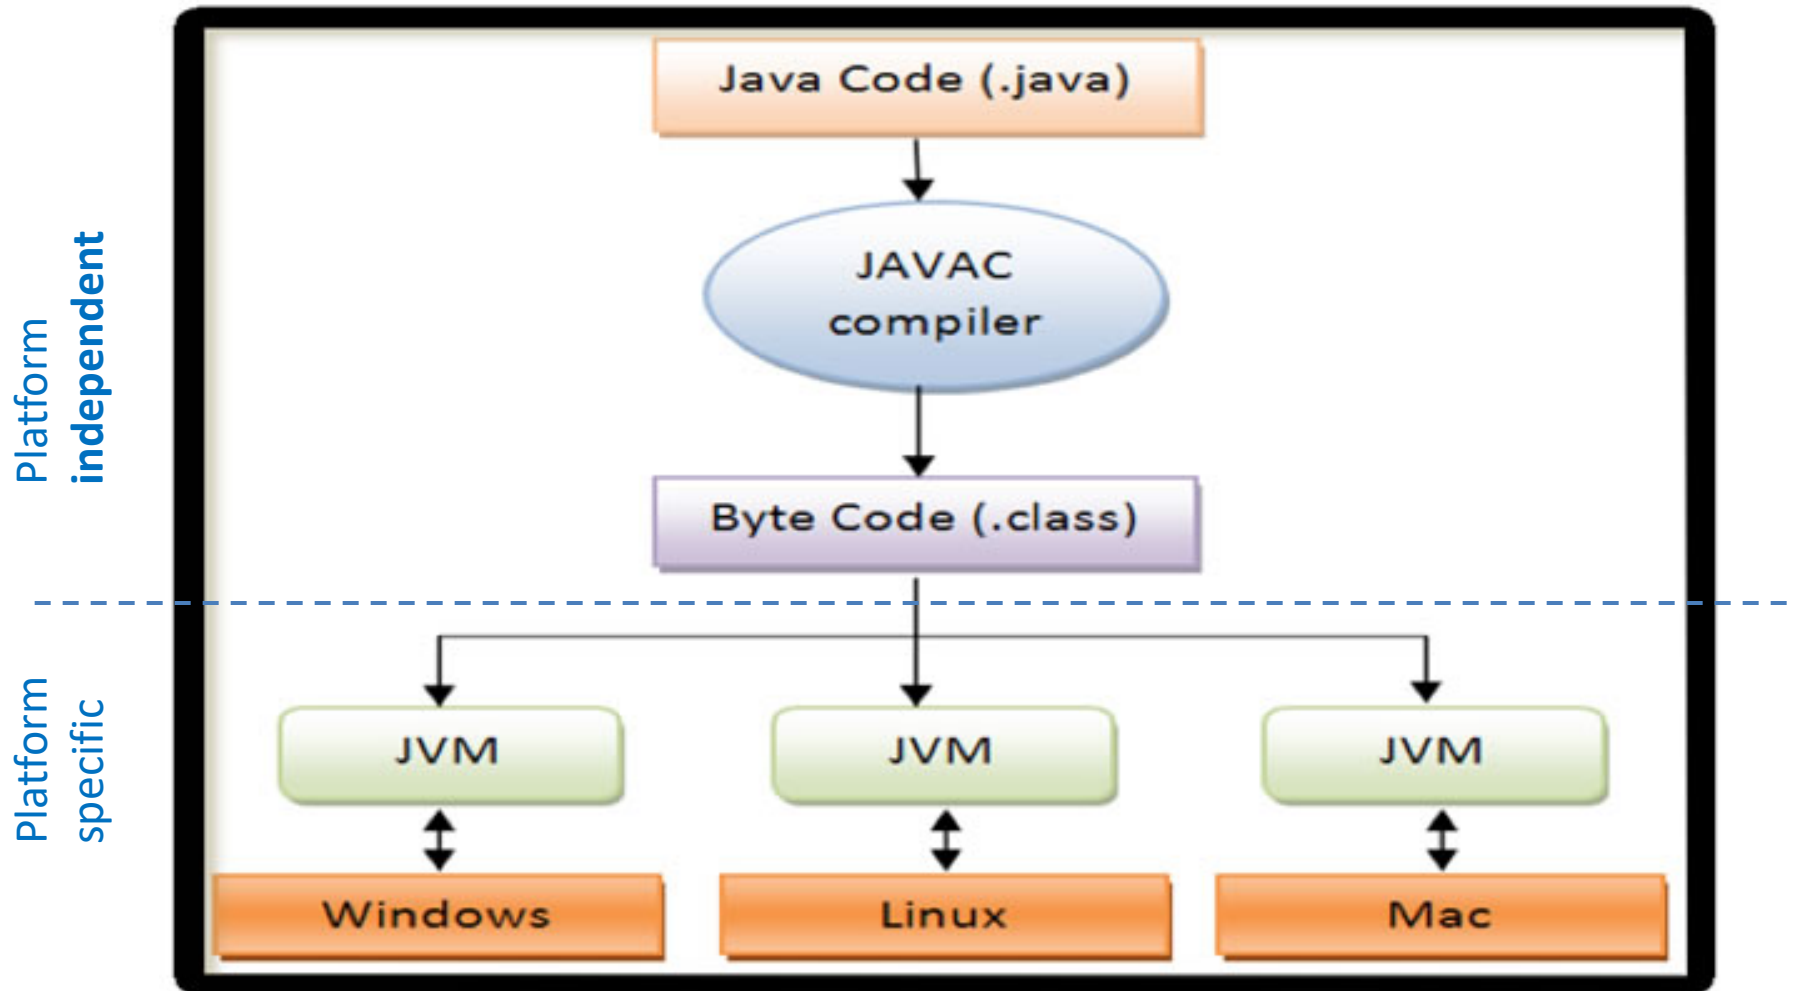 Java Code (.java)
JAVAC
compiler
Byte Code (.class)
Platform
independent
Platform
specific
JVM
JVM
JVM
Windows
Linux
Mac